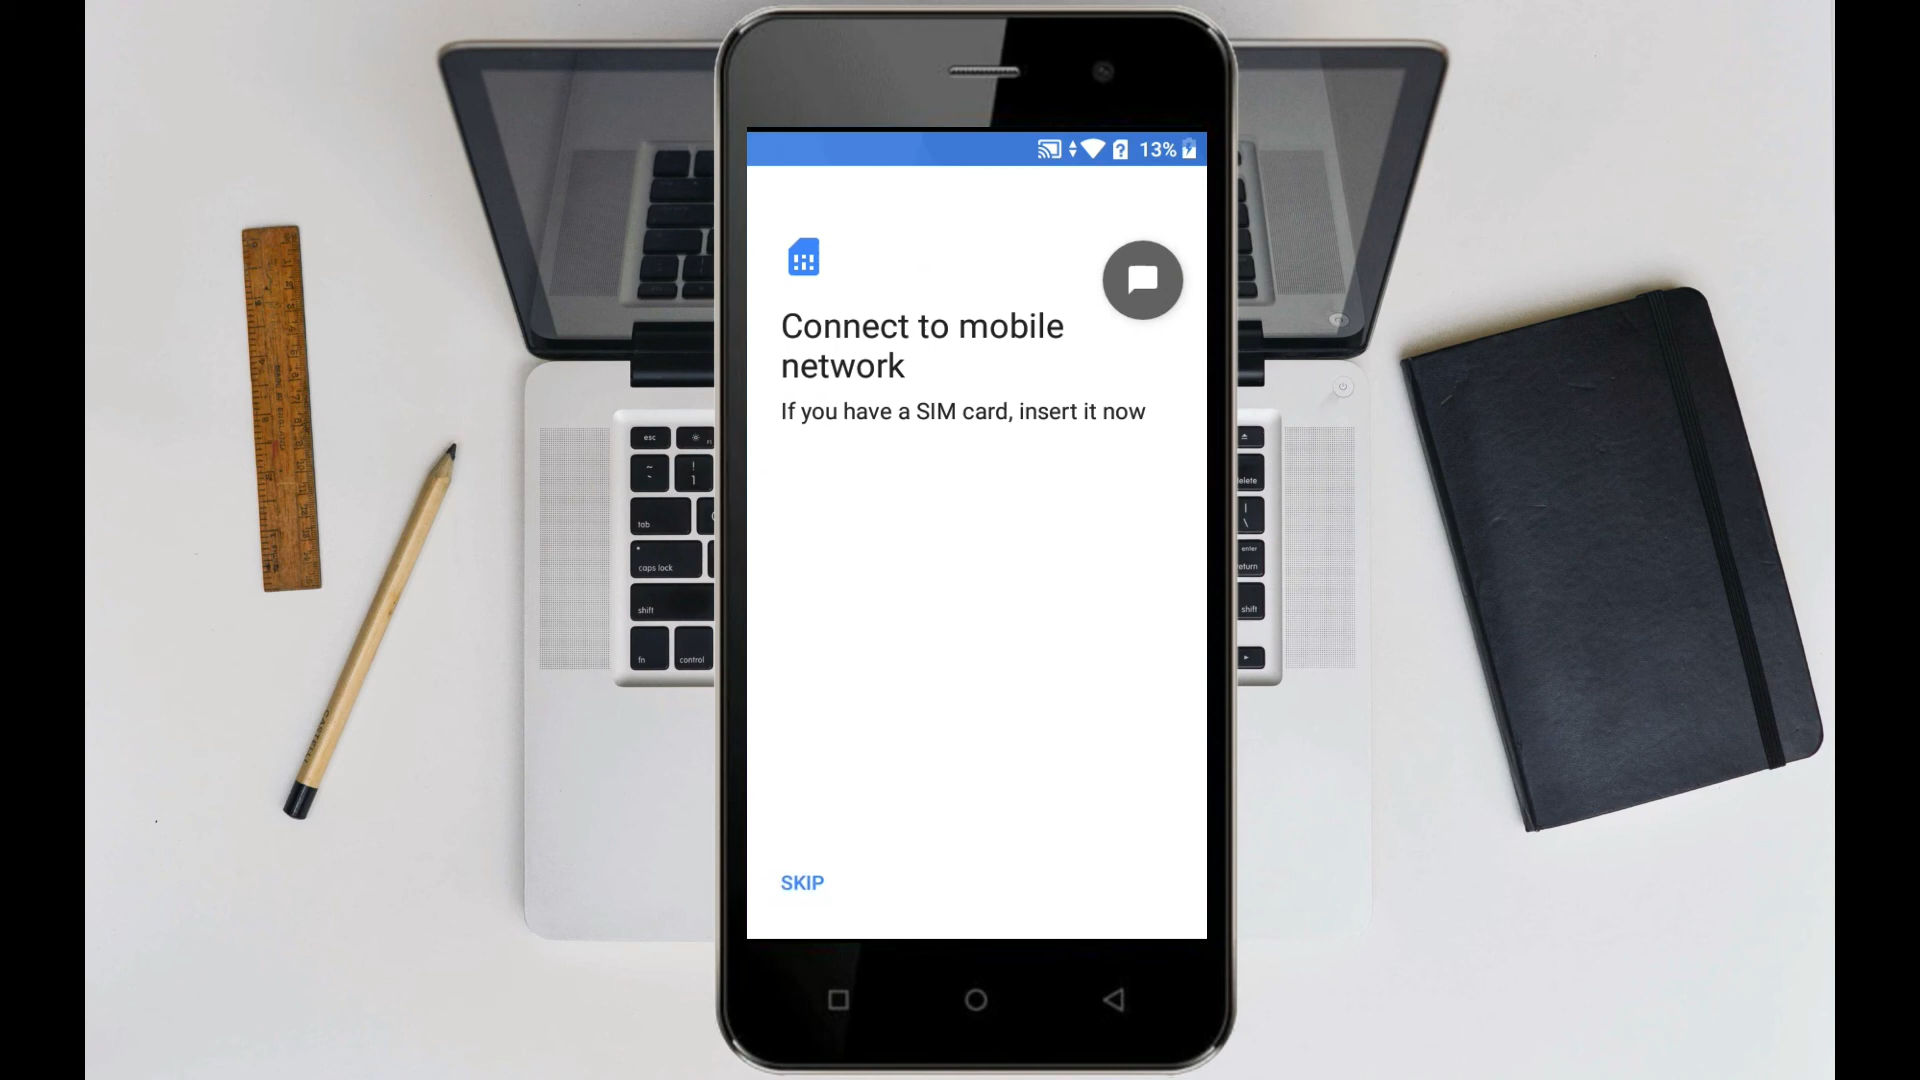 13%
Connect to mobile
network
If you have a SIM card, insert it now
SKIP
esc
~ !
` 1
tab
caps lock
shift
fn control
elete
|
\
enter
eturn
shift